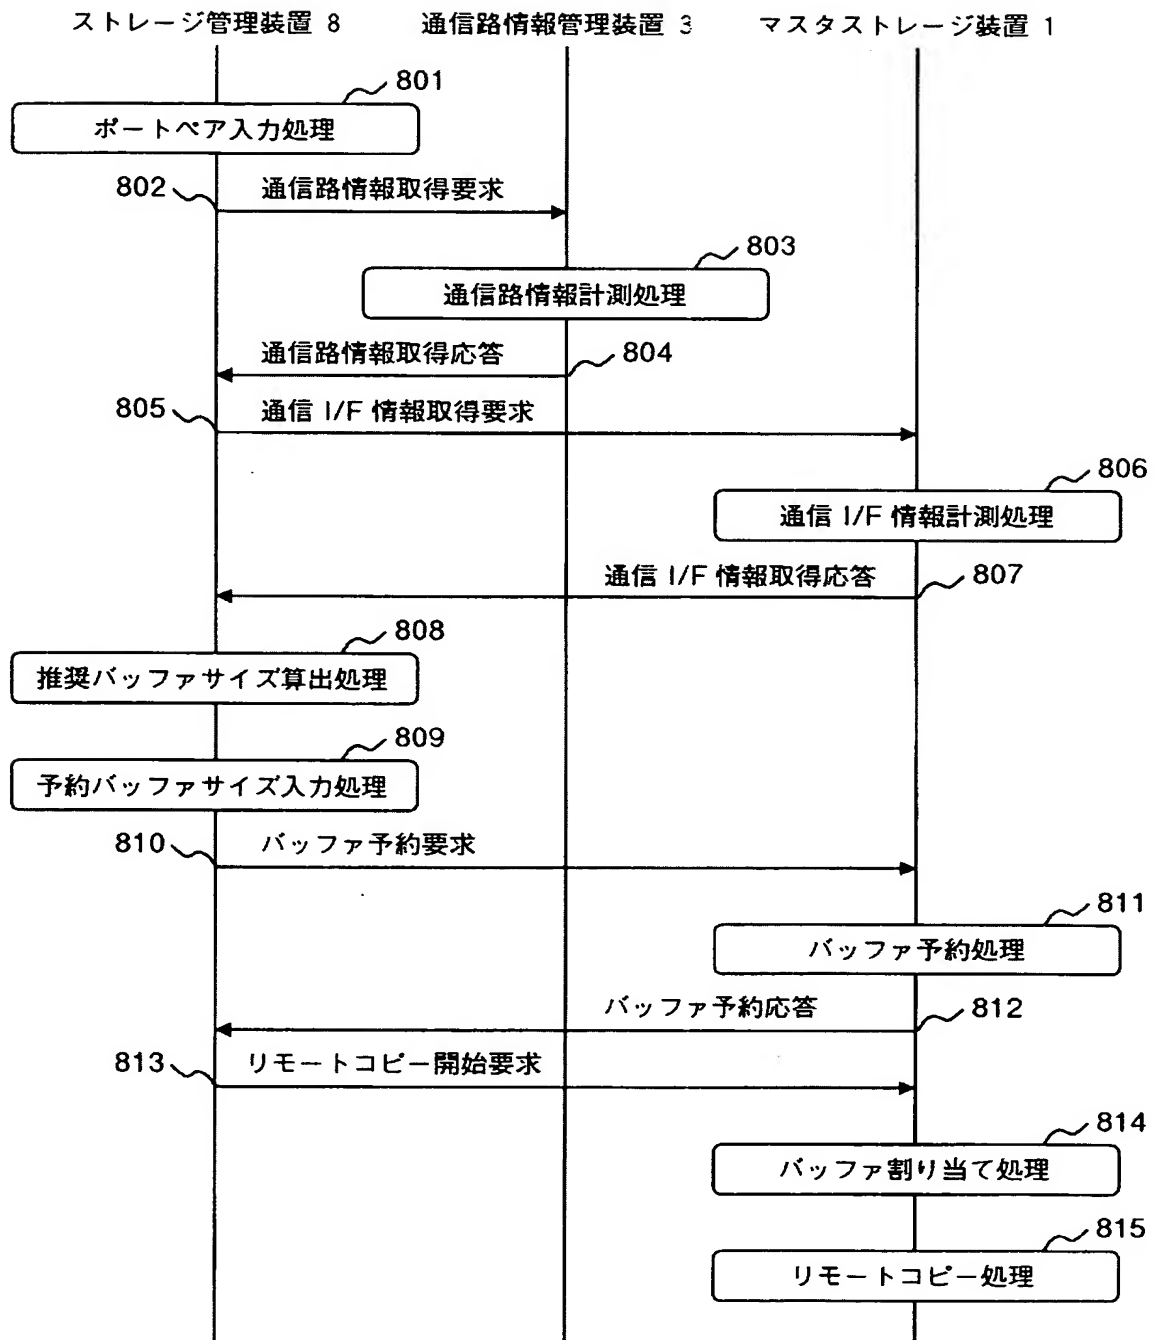 ストレージ管理装置 8 通信路情報管理装置 3 マスタストレージ装置 1
801
ポートペア入力処理
802 通信路情報取得要求
803
通信路情報計測処理
通信路情報取得応答 804
805 通信 I/F 情報取得要求
806
通信 I/F 情報計測処理
通信 I/F 情報取得応答 807
808
推奨バッファサイズ算出処理
809
予約バッファサイズ入力処理
810 バッファ予約要求
811
バッファ予約処理
バッファ予約応答 812
813 リモートコピー開始要求
814
バッファ割り当て処理
815
リモートコピー処理